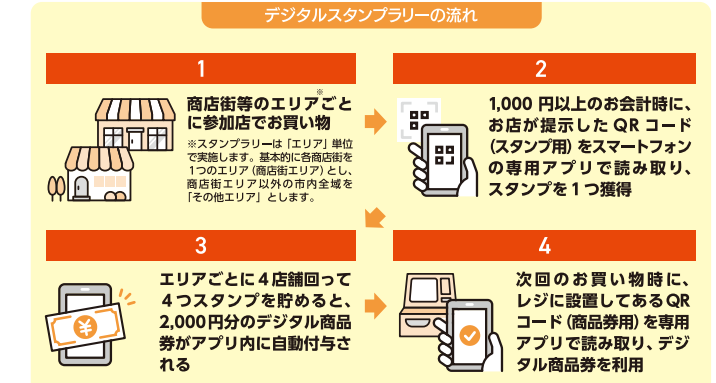 デジタルスタンプラリーの流れ
1
商店街等のエリアごと※
に参加店でお買い物
※スタンプラリーは「エリア」単位
で実施します。基本的に各商店街を
1つのエリア(商店街エリア)とし、
商店街エリア以外の市内全域を
「その他エリア」とします。
2
1,000 円以上のお会計時に、
お店が提示したQRコード
(スタンプ用)をスマートフォン
の専用アプリで読み取り、
スタンプを1つ獲得
3
エリアごとに4店舗回って
4つスタンプを貯めると、
2,000円分のデジタル商品
券がアプリ内に自動付与さ
れる
¥
4
次回のお買い物時に、
レジに設置してあるQR
コード(商品券用)を専用
アプリで読み取り、デジ
タル商品券を利用